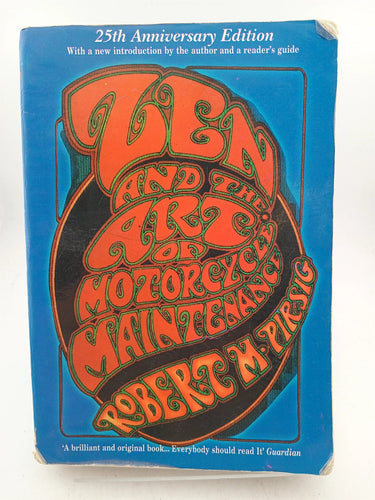 25th Anniversary Edition
With a new introduction by the author and a reader's guide
ZEN
AND THE
ART
OF
MOTORCYCLE
MAINTENANCE
ROBERT M. PIRSIG
'A brilliant and original book... Everybody should read It' Guardian